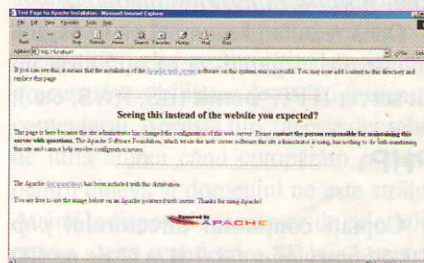 Test Page for Apache Installation - Microsoft Internet Explorer
File Edit View Favorites Tools Help
Back Stop Refresh Home Search Favorites History Mail Print
Address http://localhost/ Go Links
If you can see this, it means that the installation of the Apache web server software on this system was successful. You may now add content to this directory and
replace this page.
Seeing this instead of the website you expected?
This page is here because the site administrator has changed the configuration of this web server. Please contact the person responsible for maintaining this
server with questions. The Apache Software Foundation, which wrote the web server software this site administrator is using, has nothing to do with maintaining
this site and cannot help resolve configuration issues.
The Apache documentation has been included with this distribution.
You are free to use the image below on an Apache-powered web server. Thanks for using Apache!
Powered by
APACHE